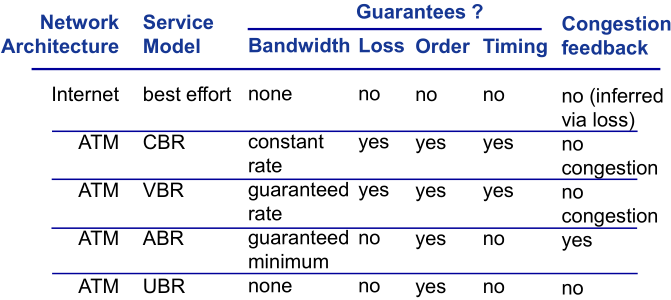 Network Architecture Service Model Guarantees ? Congestion feedback
Bandwidth Loss Order Timing
Internet best effort none no no no no (inferred via loss)
ATM CBR constant rate yes yes yes no congestion
ATM VBR guaranteed rate yes yes yes no congestion
ATM ABR guaranteed minimum no yes no yes
ATM UBR none no yes no no